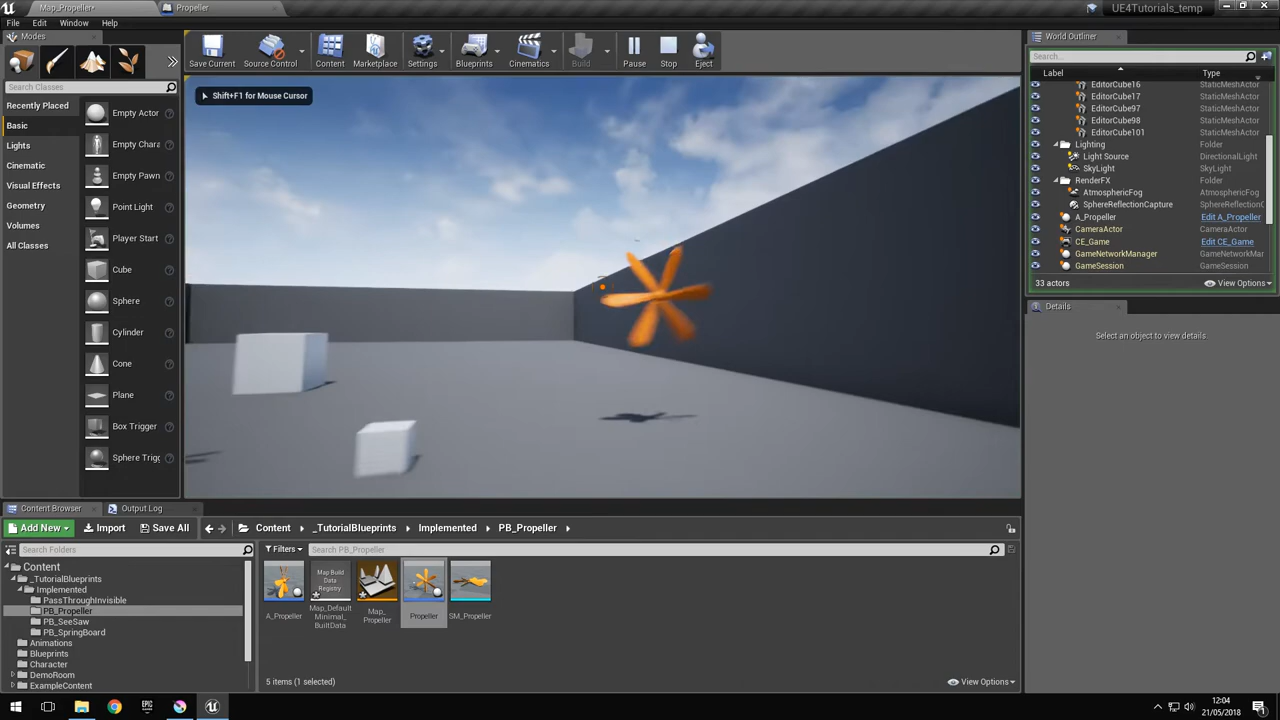 Map_Propeller*
Propeller
UE4Tutorials_temp
File Edit Window Help
Modes
Search Classes
Recently Placed
Basic
Lights
Cinematic
Visual Effects
Geometry
Volumes
All Classes
Empty Actor
Empty Chara
Empty Pawn
Point Light
Player Start
Cube
Sphere
Cylinder
Cone
Plane
Box Trigger
Sphere Trigg
Save Current
Source Control
Content
Marketplace
Settings
Blueprints
Cinematics
Build
Pause
Stop
Eject
Shift+F1 for Mouse Cursor
World Outliner
Search...
Label Type
EditorCube16 StaticMeshActor
EditorCube17 StaticMeshActor
EditorCube97 StaticMeshActor
EditorCube98 StaticMeshActor
EditorCube101 StaticMeshActor
Lighting Folder
Light Source DirectionalLight
SkyLight SkyLight
RenderFX Folder
AtmosphericFog AtmosphericFog
SphereReflectionCapture SphereReflectionC
A_Propeller Edit A_Propeller
CameraActor CameraActor
CE_Game Edit CE_Game
GameNetworkManager GameNetworkMar
GameSession GameSession
33 actors View Options
Details
Select an object to view details.
Content Browser
Output Log
Add New Import Save All Content _TutorialBlueprints Implemented PB_Propeller
Search Folders
Filters Search PB_Propeller
Content
_TutorialBlueprints
Implemented
PassThroughInvisible
PB_Propeller
PB_SeeSaw
PB_SpringBoard
Animations
Blueprints
Character
DemoRoom
ExampleContent
Map Build
Data
Registry
A_Propeller
Map_Default
Minimal_
BuiltData
Map_
Propeller
Propeller
SM_Propeller
5 items (1 selected) View Options
12:04
21/05/2018
EPIC